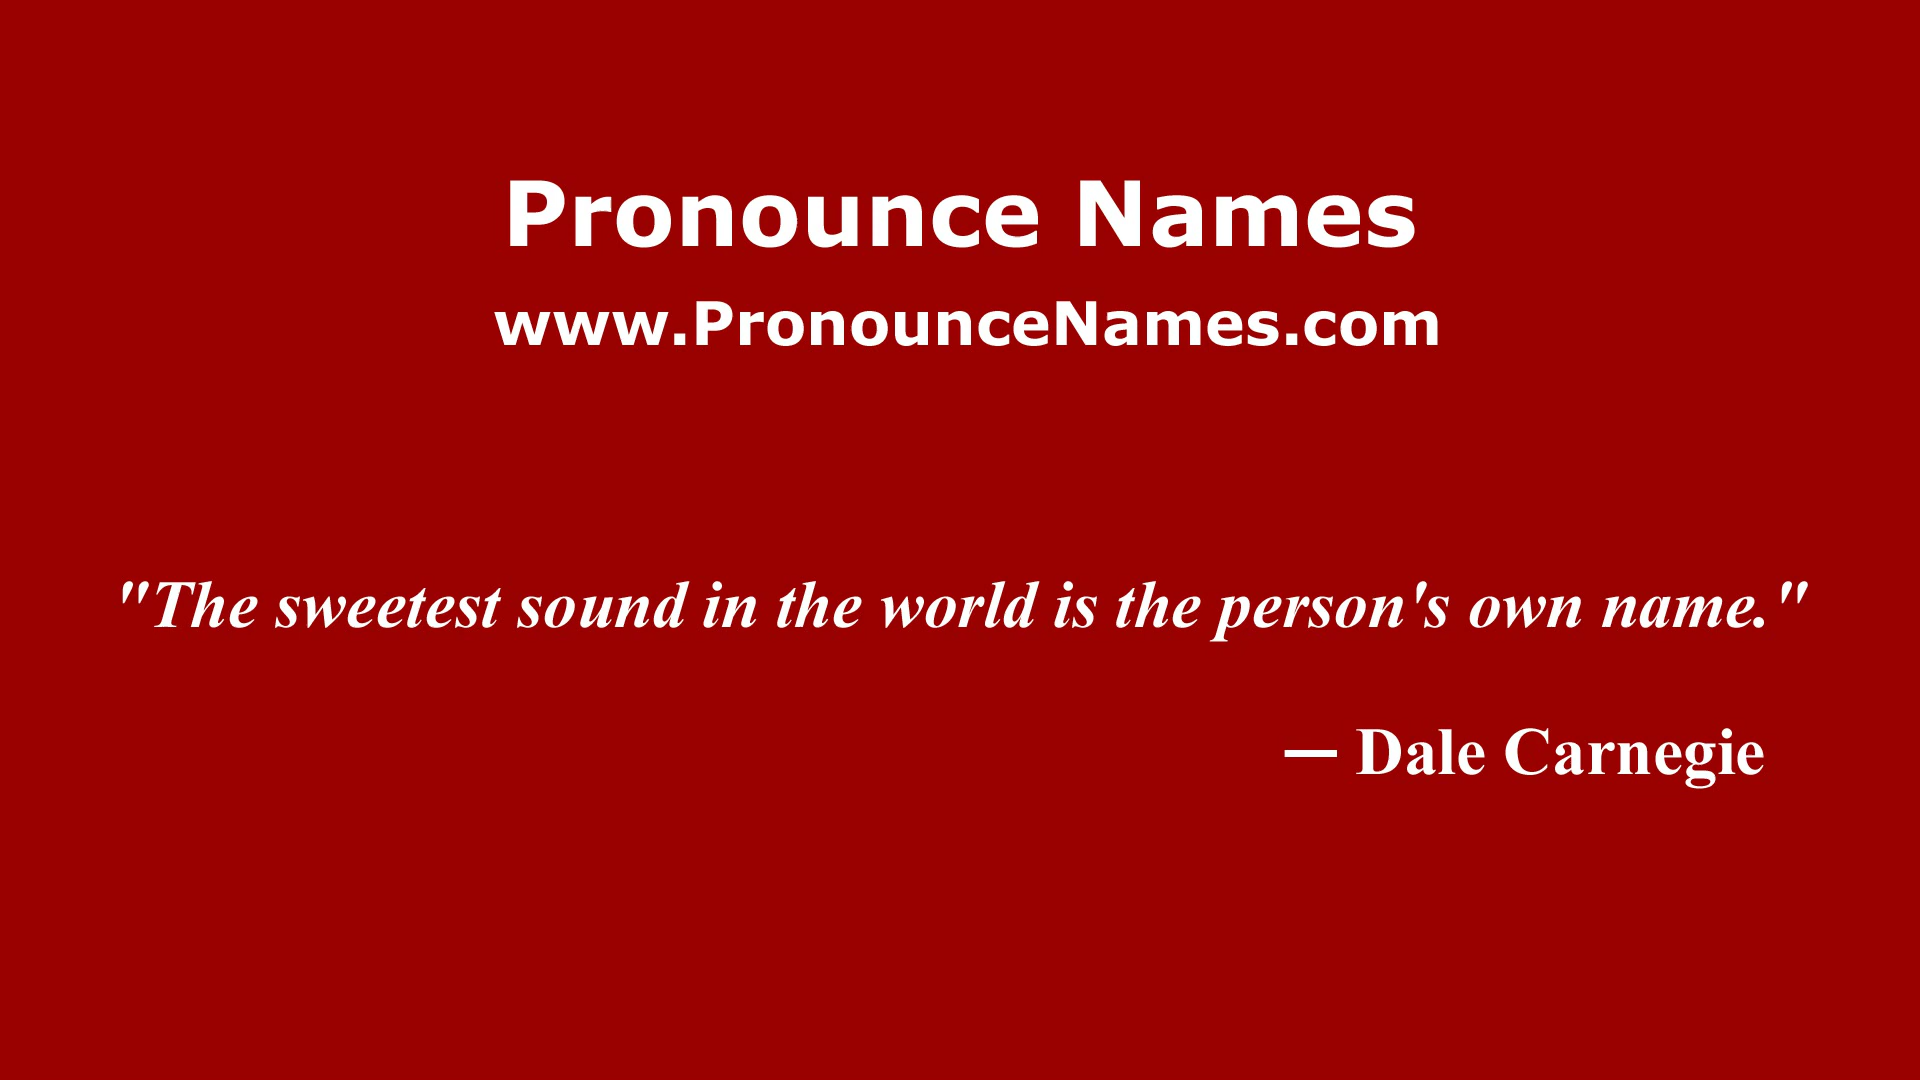 Pronounce Names
www.PronounceNames.com
"The sweetest sound in the world is the person's own name."
— Dale Carnegie